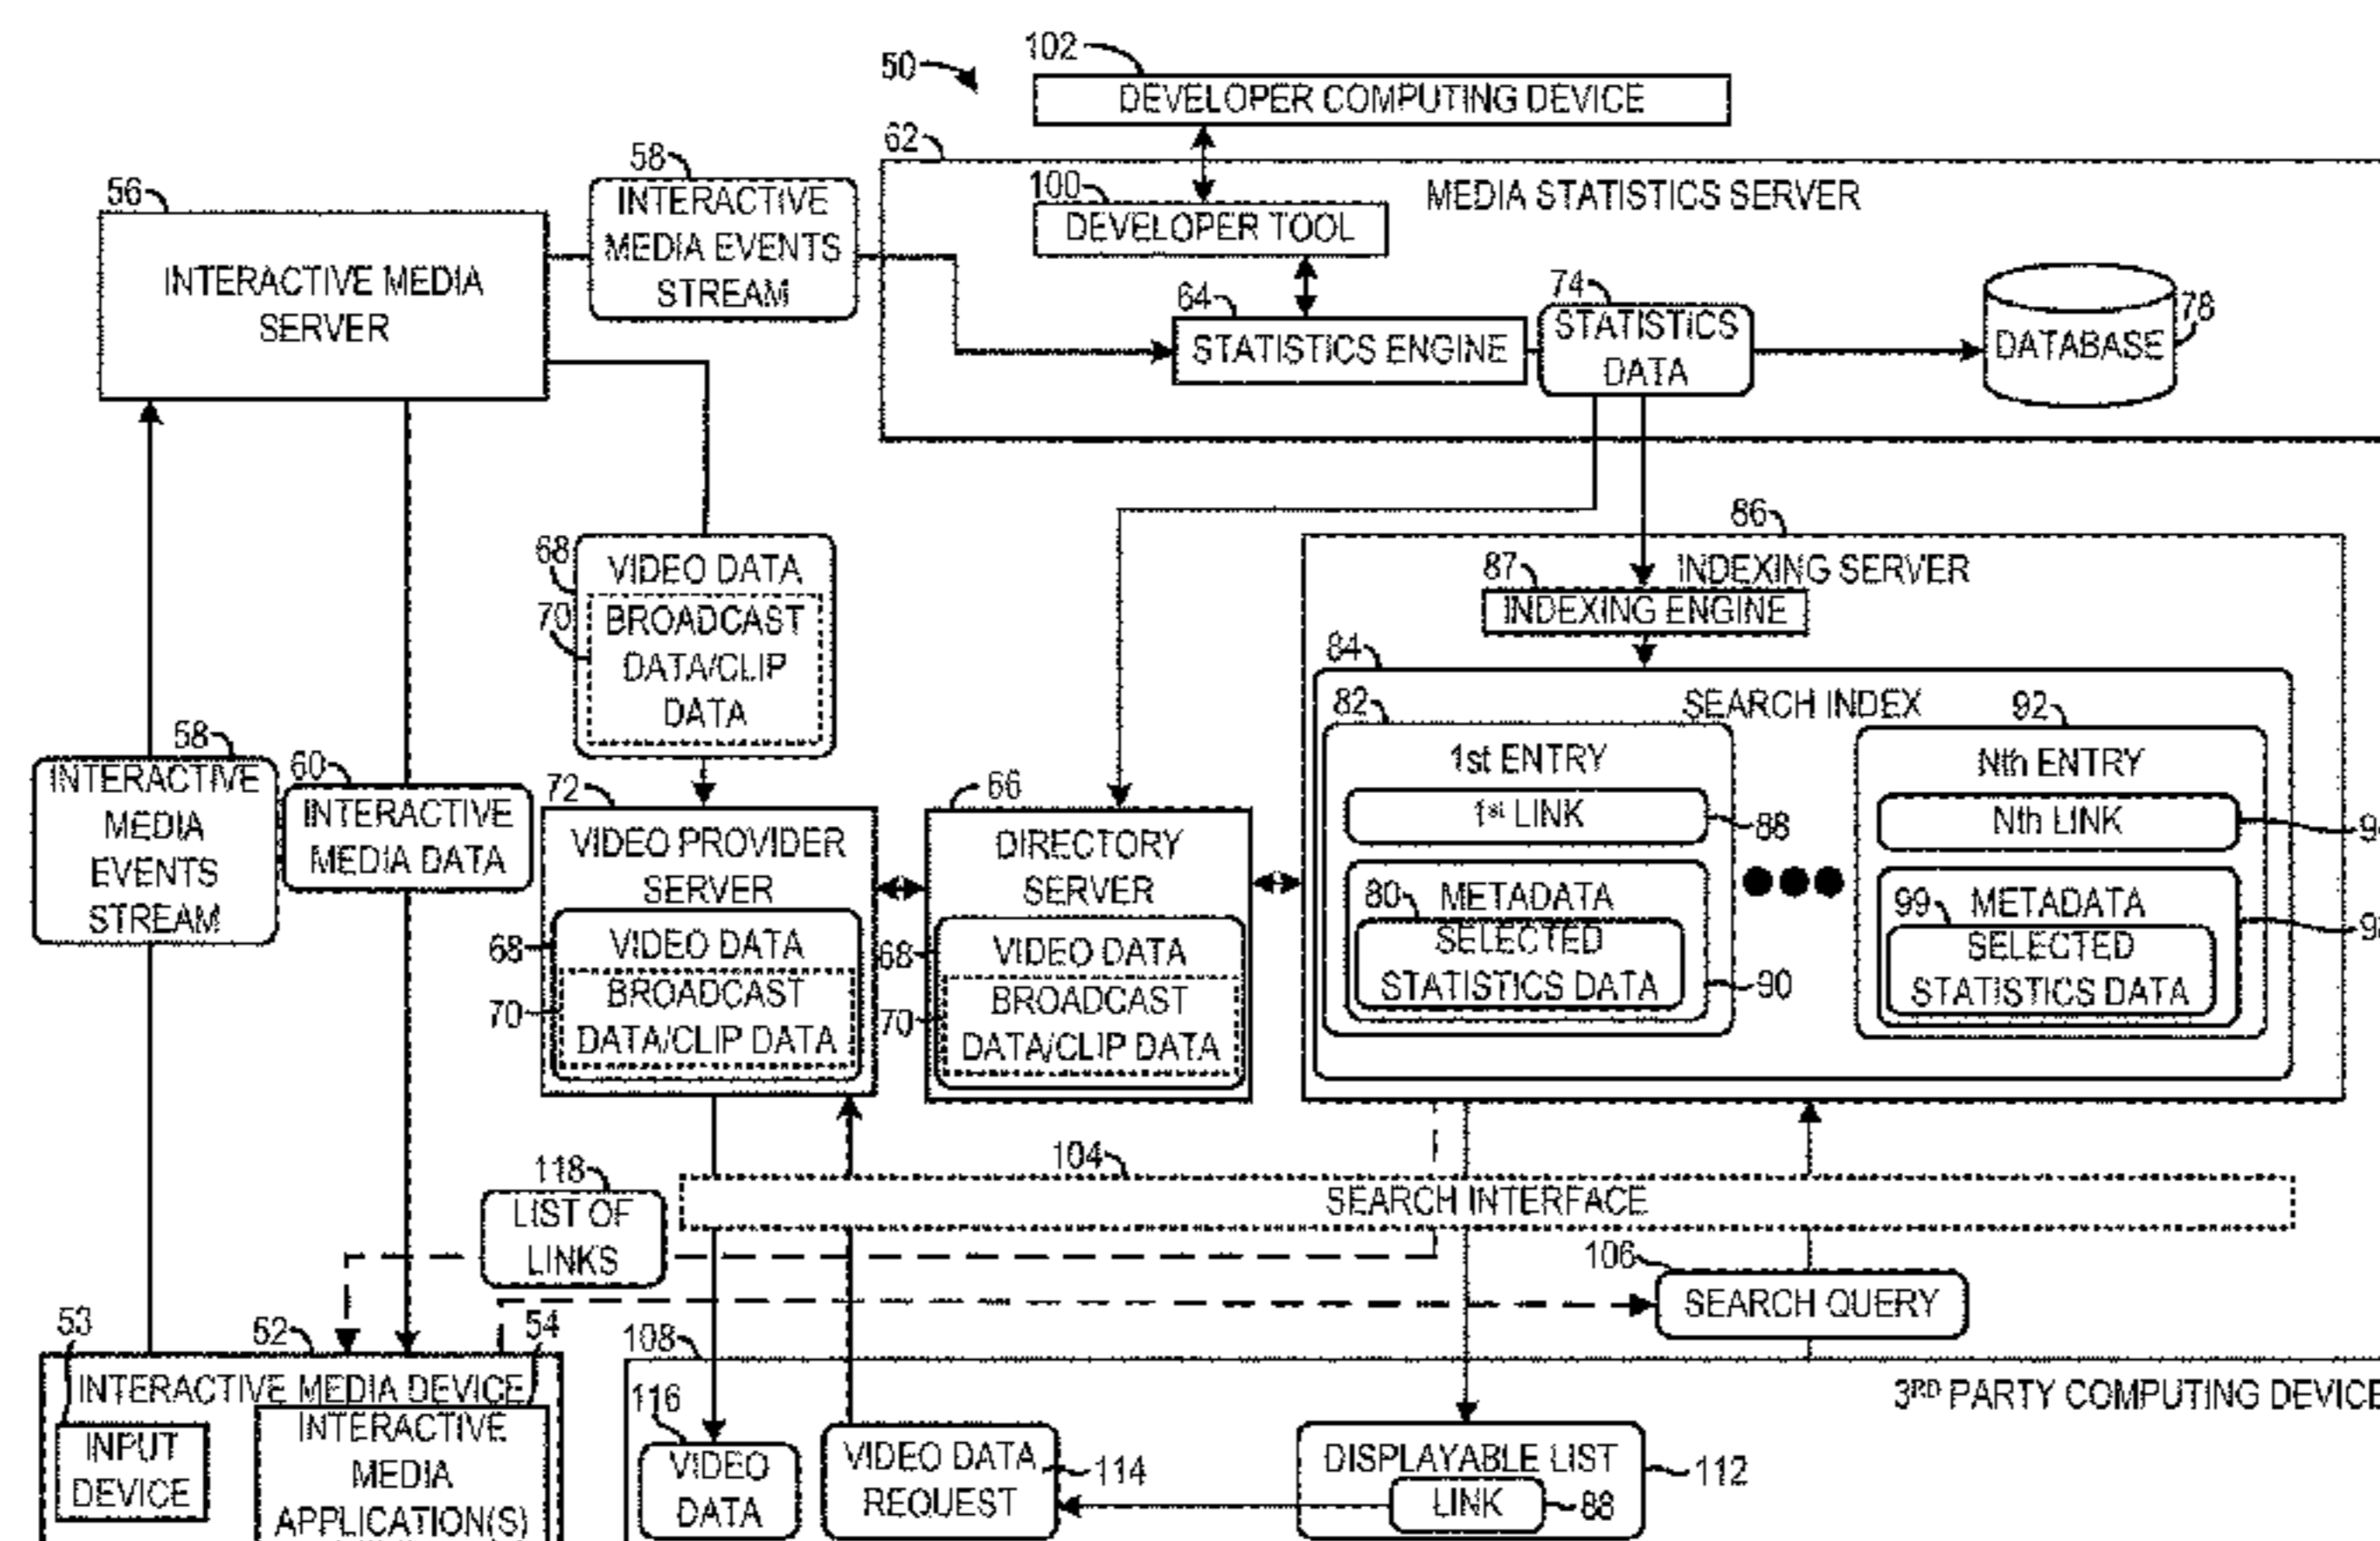 102
50
DEVELOPER COMPUTING DEVICE
62
58
100
MEDIA STATISTICS SERVER
56
INTERACTIVE
MEDIA EVENTS
STREAM
DEVELOPER TOOL
INTERACTIVE MEDIA
SERVER
64
STATISTICS ENGINE
74
STATISTICS
DATA
DATABASE
78
86
68
VIDEO DATA
70
BROADCAST
DATA/CLIP
DATA
87
INDEXING SERVER
INDEXING ENGINE
84
SEARCH INDEX
82
92
58
INTERACTIVE
MEDIA
EVENTS
STREAM
60
INTERACTIVE
MEDIA DATA
72
VIDEO PROVIDER
SERVER
68
VIDEO DATA
70
BROADCAST
DATA/CLIP DATA
66
DIRECTORY
SERVER
68
VIDEO DATA
70
BROADCAST
DATA/CLIP DATA
1st ENTRY
1st LINK
88
80
METADATA
SELECTED
STATISTICS DATA
90
Nth ENTRY
Nth LINK
99
METADATA
SELECTED
STATISTICS DATA
118
LIST OF
LINKS
104
SEARCH INTERFACE
106
SEARCH QUERY
53
52
54
108
INTERACTIVE MEDIA DEVICE
INPUT
DEVICE
INTERACTIVE
MEDIA
APPLICATION(S)
3RD PARTY COMPUTING DEVICE
116
VIDEO
DATA
VIDEO DATA
REQUEST
114
DISPLAYABLE LIST
LINK
88
112